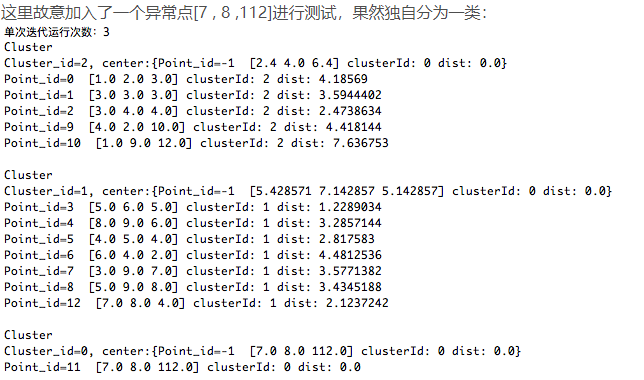 这里故意加入了一个异常点[7 , 8 ,112]进行测试，果然独自分为一类：
单次迭代运行次数：3
Cluster
Cluster_id=2, center:{Point_id=-1  [2.4 4.0 6.4] clusterId: 0 dist: 0.0}
Point_id=0  [1.0 2.0 3.0] clusterId: 2 dist: 4.18569
Point_id=1  [3.0 3.0 3.0] clusterId: 2 dist: 3.5944402
Point_id=2  [3.0 4.0 4.0] clusterId: 2 dist: 2.4738634
Point_id=9  [4.0 2.0 10.0] clusterId: 2 dist: 4.418144
Point_id=10  [1.0 9.0 12.0] clusterId: 2 dist: 7.636753
Cluster
Cluster_id=1, center:{Point_id=-1  [5.428571 7.142857 5.142857] clusterId: 0 dist: 0.0}
Point_id=3  [5.0 6.0 5.0] clusterId: 1 dist: 1.2289034
Point_id=4  [8.0 9.0 6.0] clusterId: 1 dist: 3.2857144
Point_id=5  [4.0 5.0 4.0] clusterId: 1 dist: 2.817583
Point_id=6  [6.0 4.0 2.0] clusterId: 1 dist: 4.4812536
Point_id=7  [3.0 9.0 7.0] clusterId: 1 dist: 3.5771382
Point_id=8  [5.0 9.0 8.0] clusterId: 1 dist: 3.4345188
Point_id=12  [7.0 8.0 4.0] clusterId: 1 dist: 2.1237242
Cluster
Cluster_id=0, center:{Point_id=-1  [7.0 8.0 112.0] clusterId: 0 dist: 0.0}
Point_id=11  [7.0 8.0 112.0] clusterId: 0 dist: 0.0